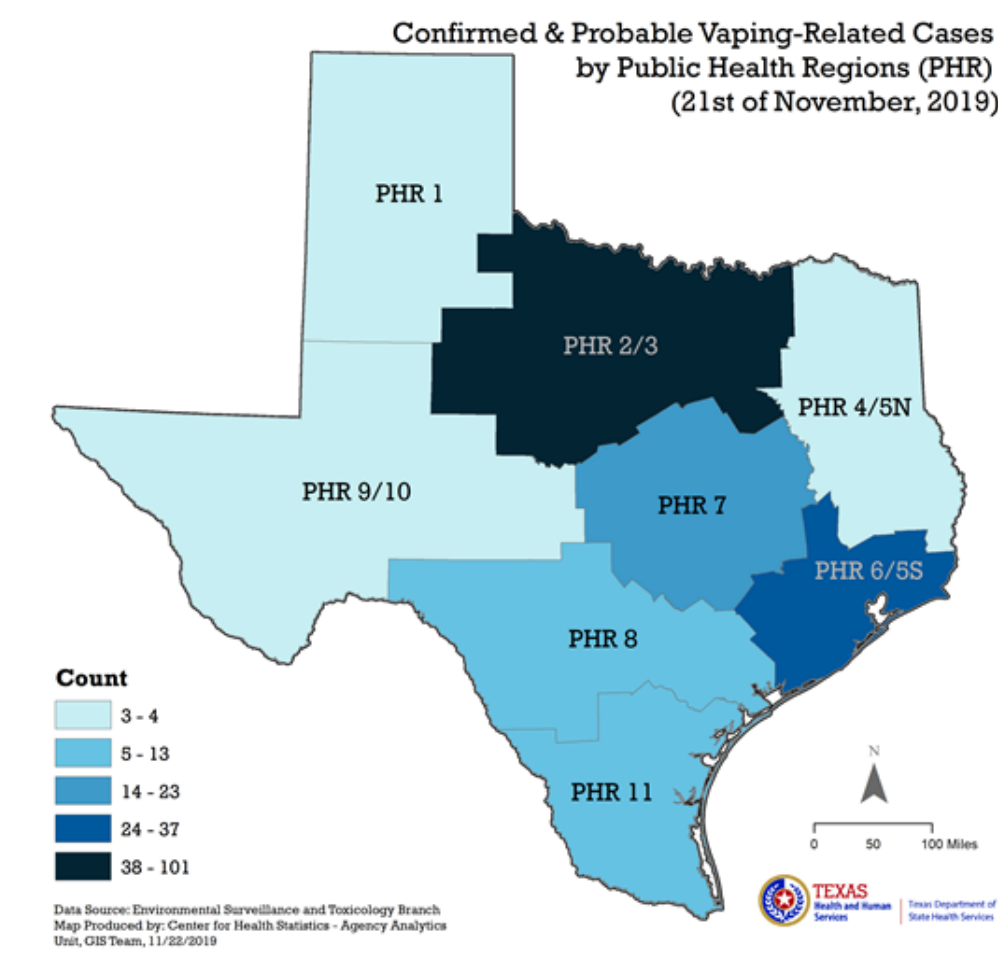 Confirmed & Probable Vaping-Related Cases
by Public Health Regions (PHR)
(21st of November, 2019)
PHR 1
PHR 2/3
PHR 4/5N
PHR 9/10
PHR 7
PHR 6/5S
PHR 8
PHR 11
Count
3 - 4
5 - 13
14 - 23
24 - 37
38 - 101
N
0 50 100 Miles
Data Source: Environmental Surveillance and Toxicology Branch
Map Produced by: Center for Health Statistics - Agency Analytics
Unit, GIS Team, 11/22/2019
TEXAS
Health and Human
Services
Texas Department of
State Health Services